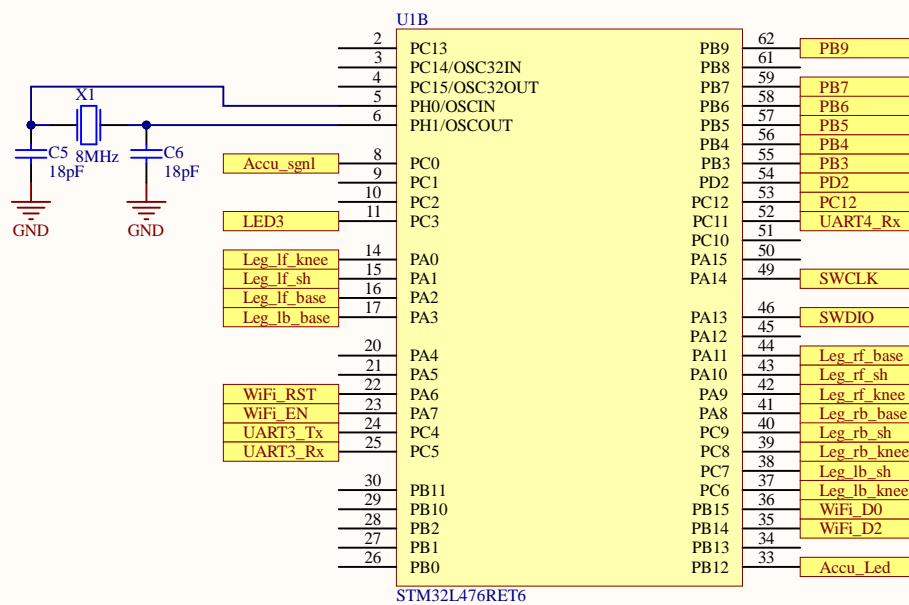 U1B
2 PC13 PB9 62 PB9
3 PC14/OSC32IN PB8 61
4 PC15/OSC32OUT PB7 59 PB7
X1 5 PH0/OSCIN PB6 58 PB6
6 PH1/OSCOUT PB5 57 PB5
PB4 56 PB4
C5 8MHz C6
18pF 18pF
Accu_sgnl 8 PC0 PB3 55 PB3
9 PC1 PD2 54 PD2
10 PC2 PC12 53 PC12
LED3 11 PC3 PC11 52 UART4_Rx
GND GND
PC10 51
Leg_lf_knee 14 PA0 PA15 50
Leg_lf_sh 15 PA1 PA14 49 SWCLK
Leg_lf_base 16 PA2
Leg_lb_base 17 PA3 PA13 46 SWDIO
PA12 45
20 PA4 PA11 44 Leg_rf_base
21 PA5 PA10 43 Leg_rf_sh
WiFi_RST 22 PA6 PA9 42 Leg_rf_knee
WiFi_EN 23 PA7 PA8 41 Leg_rb_base
UART3_Tx 24 PC4 PC9 40 Leg_rb_sh
UART3_Rx 25 PC5 PC8 39 Leg_rb_knee
PC7 38 Leg_lb_sh
30 PB11 PC6 37 Leg_lb_knee
29 PB10 PB15 36 WiFi_D0
28 PB2 PB14 35 WiFi_D2
27 PB1 PB13 34
26 PB0 PB12 33 Accu_Led
STM32L476RET6